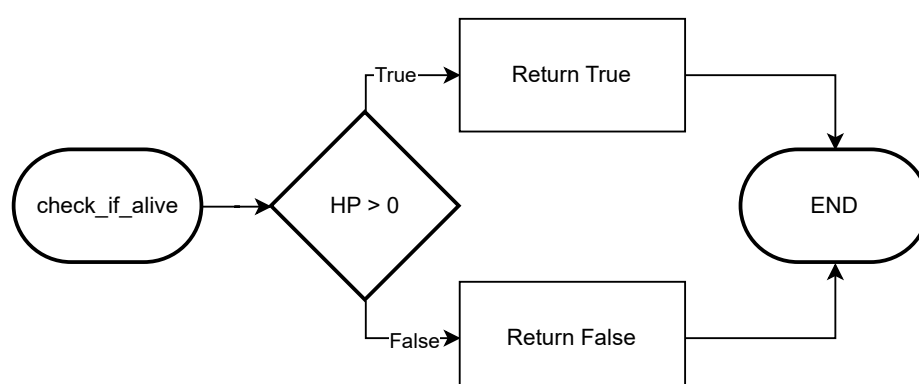 True
Return True
check_if_alive
HP > 0
END
False
Return False